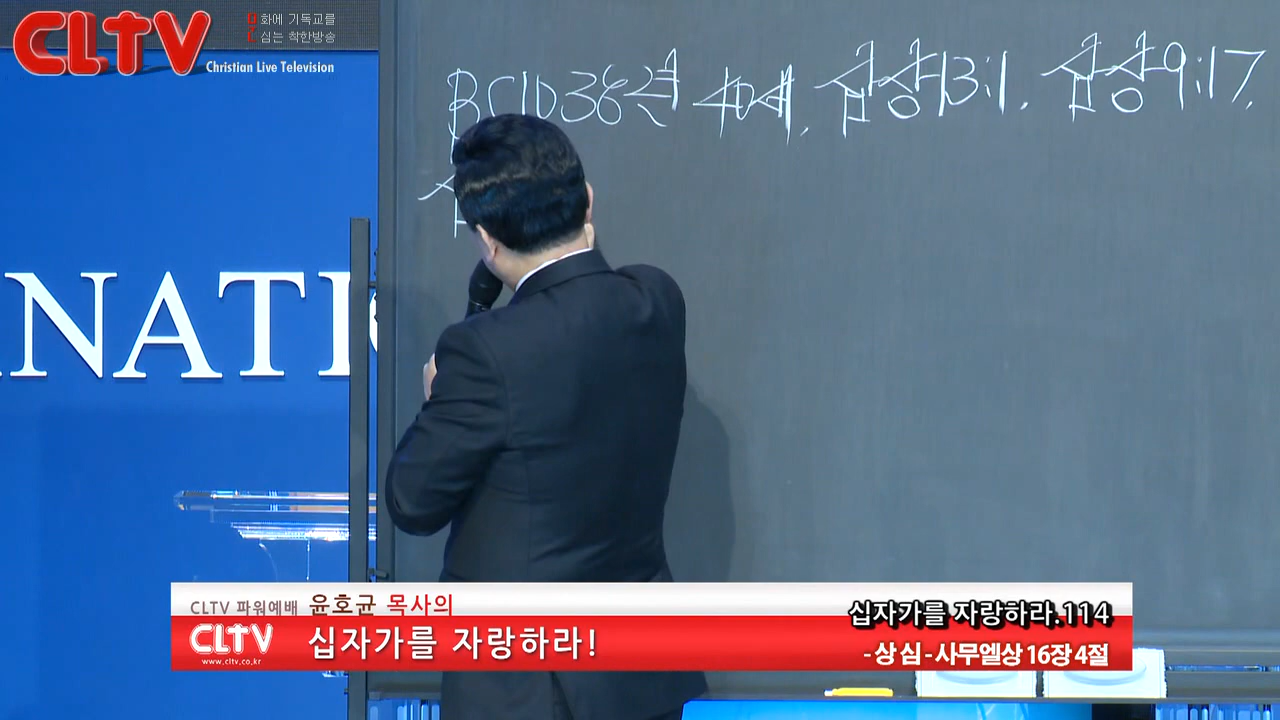 CLTV
문화에 기독교를
심는 착한방송
Christian Live Television
BC1036년 40세. 삼상13:1. 삼상9:17.
NATI
CLTV 파워예배 윤호균 목사의
십자가를 자랑하라.114
CLTV
www.cltv.co.kr
십자가를 자랑하라!
- 상 심 - 사무엘상 16장 4절